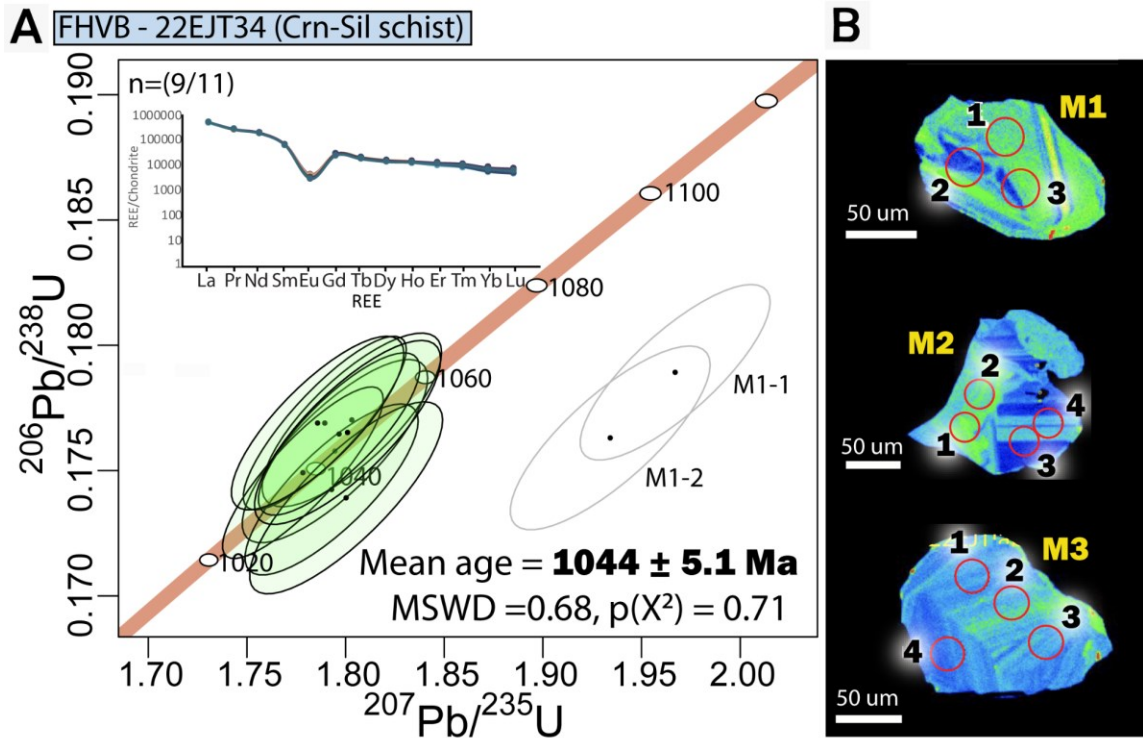 A
FHVB - 22EJT34 (Crn-Sil schist)
n=(9/11)
REE/Chondrite
1000000
100000
10000
1000
100
10
1
La Pr Nd Sm Eu Gd Tb Dy Ho Er Tm Yb Lu
REE
206Pb/238U
0.190
0.185
0.180
0.175
0.170
1100
1080
1060
1040
1020
M1-1
M1-2
Mean age = 1044 ± 5.1 Ma
MSWD =0.68, p(X²) = 0.71
1.70 1.75 1.80 1.85 1.90 1.95 2.00
207Pb/235U
B
M1
1
2
3
50 um
M2
2
4
1
3
50 um
M3
1
2
3
4
50 um